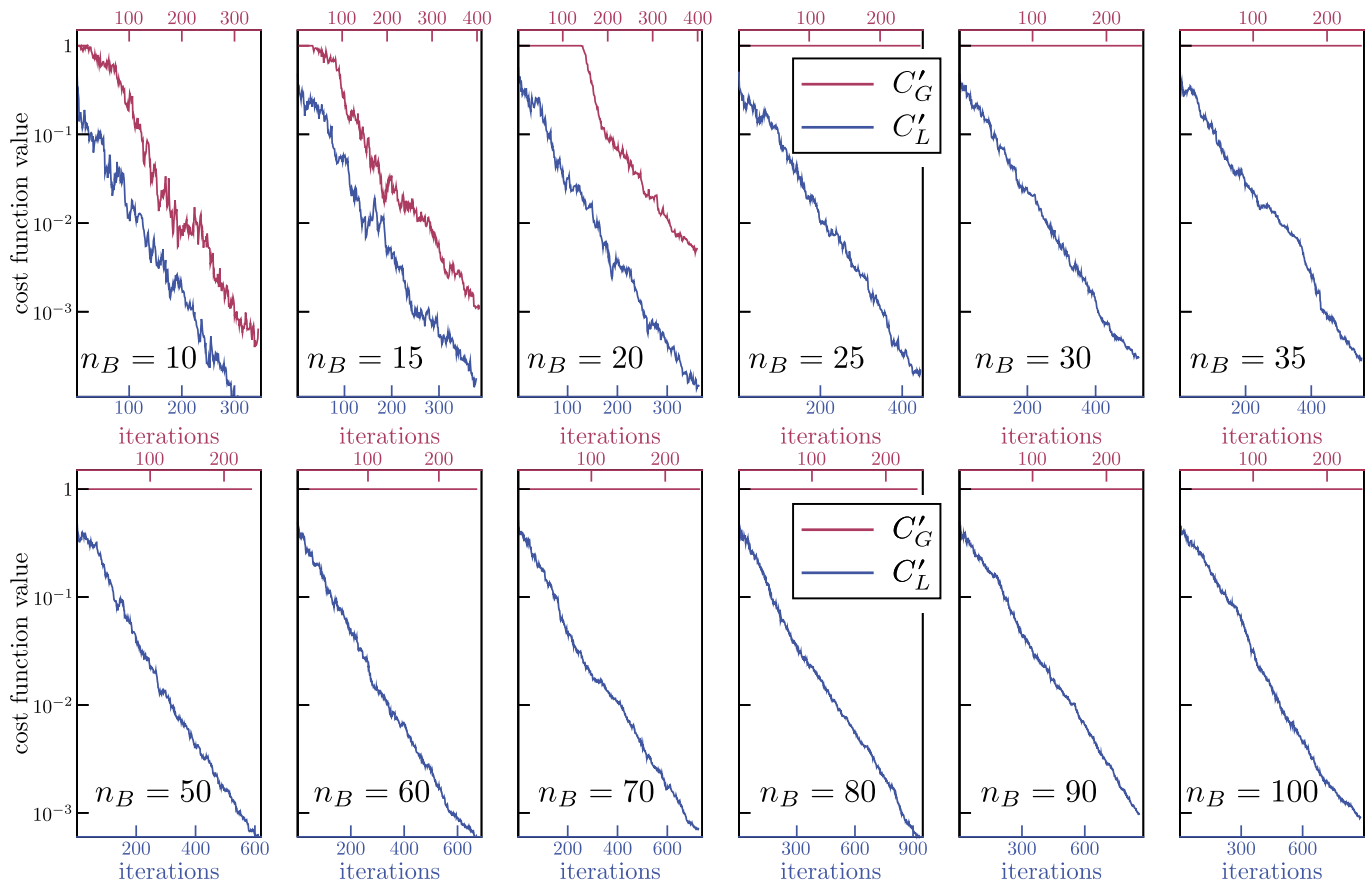 100 200 300 100 200 300 400 100 200 300 400 100 200 100 200 100 200
1
10⁻¹
10⁻²
10⁻³
cost function value
C′_G
C′_L
n_B = 10 n_B = 15 n_B = 20 n_B = 25 n_B = 30 n_B = 35
100 200 300 100 200 300 100 200 300 200 400 200 400 200 400
iterations iterations iterations iterations iterations iterations
100 200 100 200 100 200 100 200 100 200 100 200
1
10⁻¹
10⁻²
10⁻³
cost function value
C′_G
C′_L
n_B = 50 n_B = 60 n_B = 70 n_B = 80 n_B = 90 n_B = 100
200 400 600 200 400 600 200 400 600 300 600 900 300 600 300 600
iterations iterations iterations iterations iterations iterations